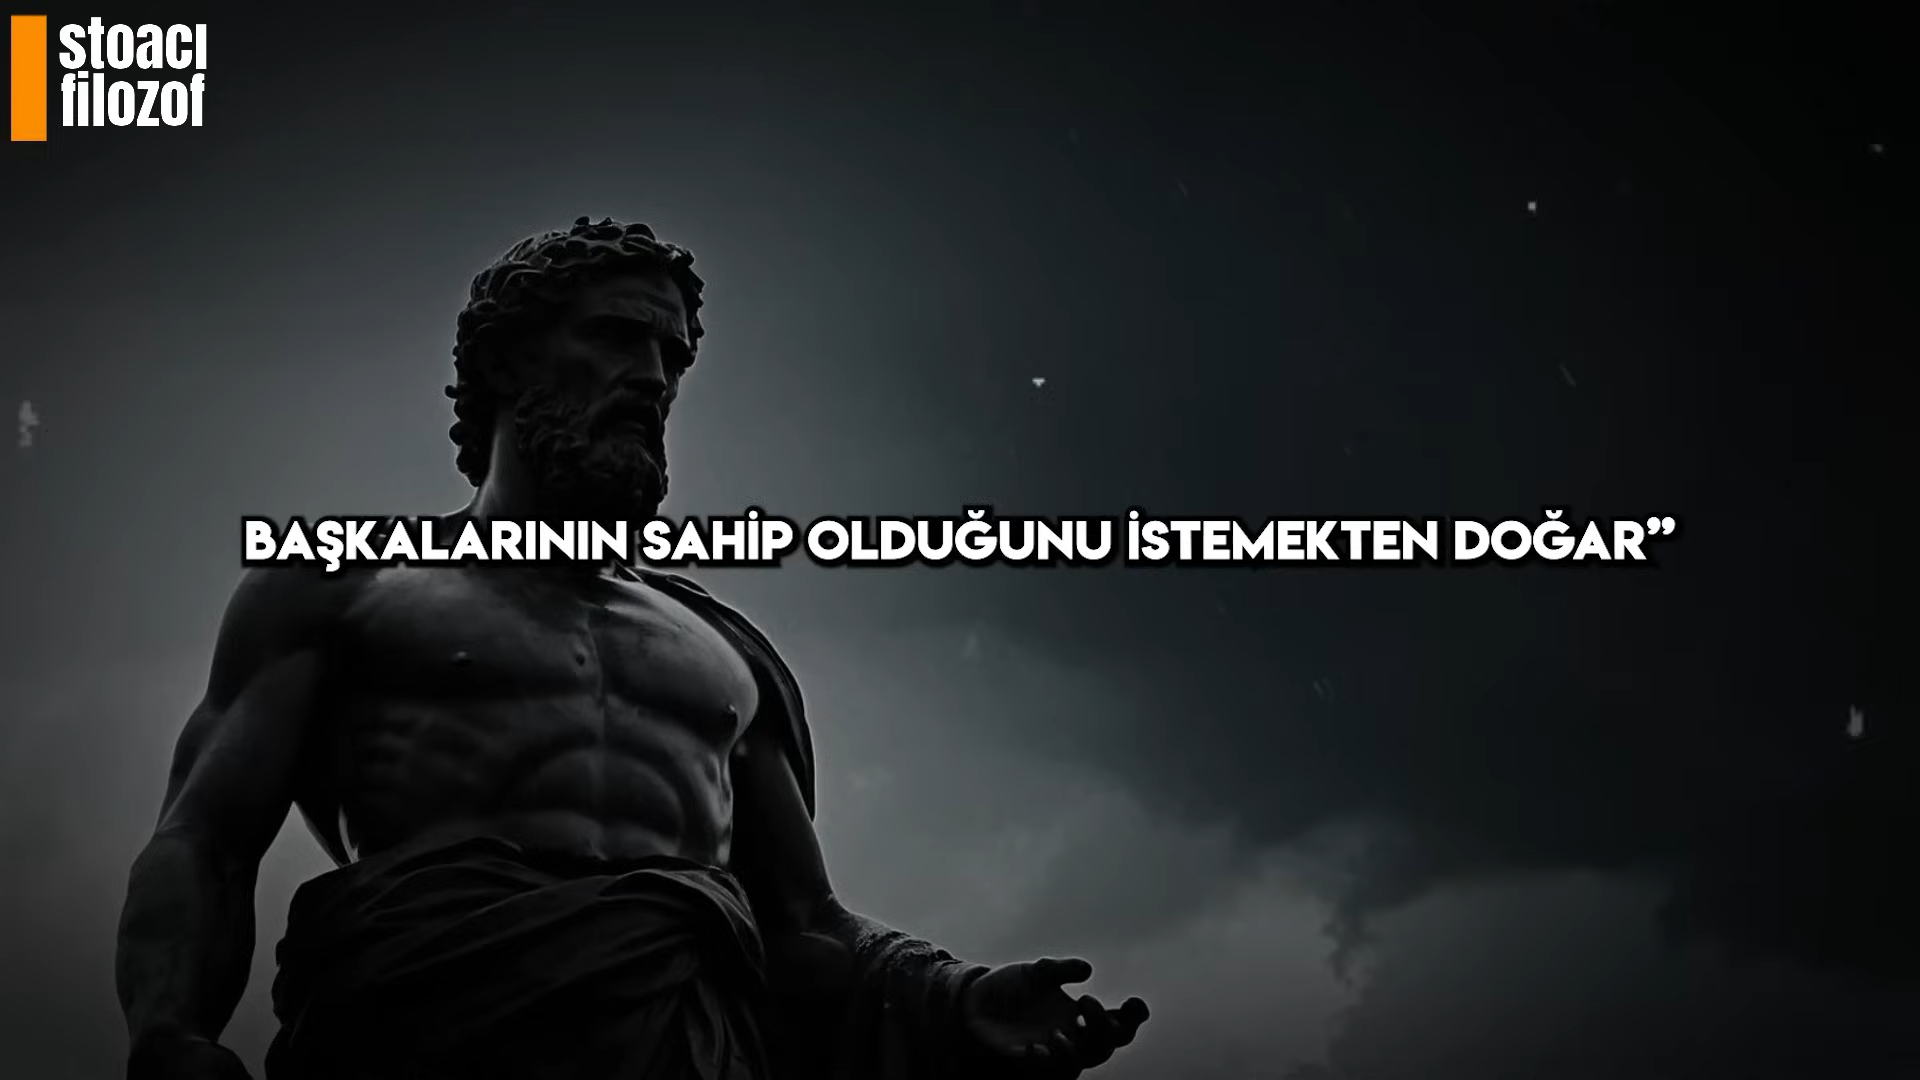 stoacı
filozof
BAŞKALARININ SAHİP OLDUĞUNU İSTEMEKTEN DOĞAR”